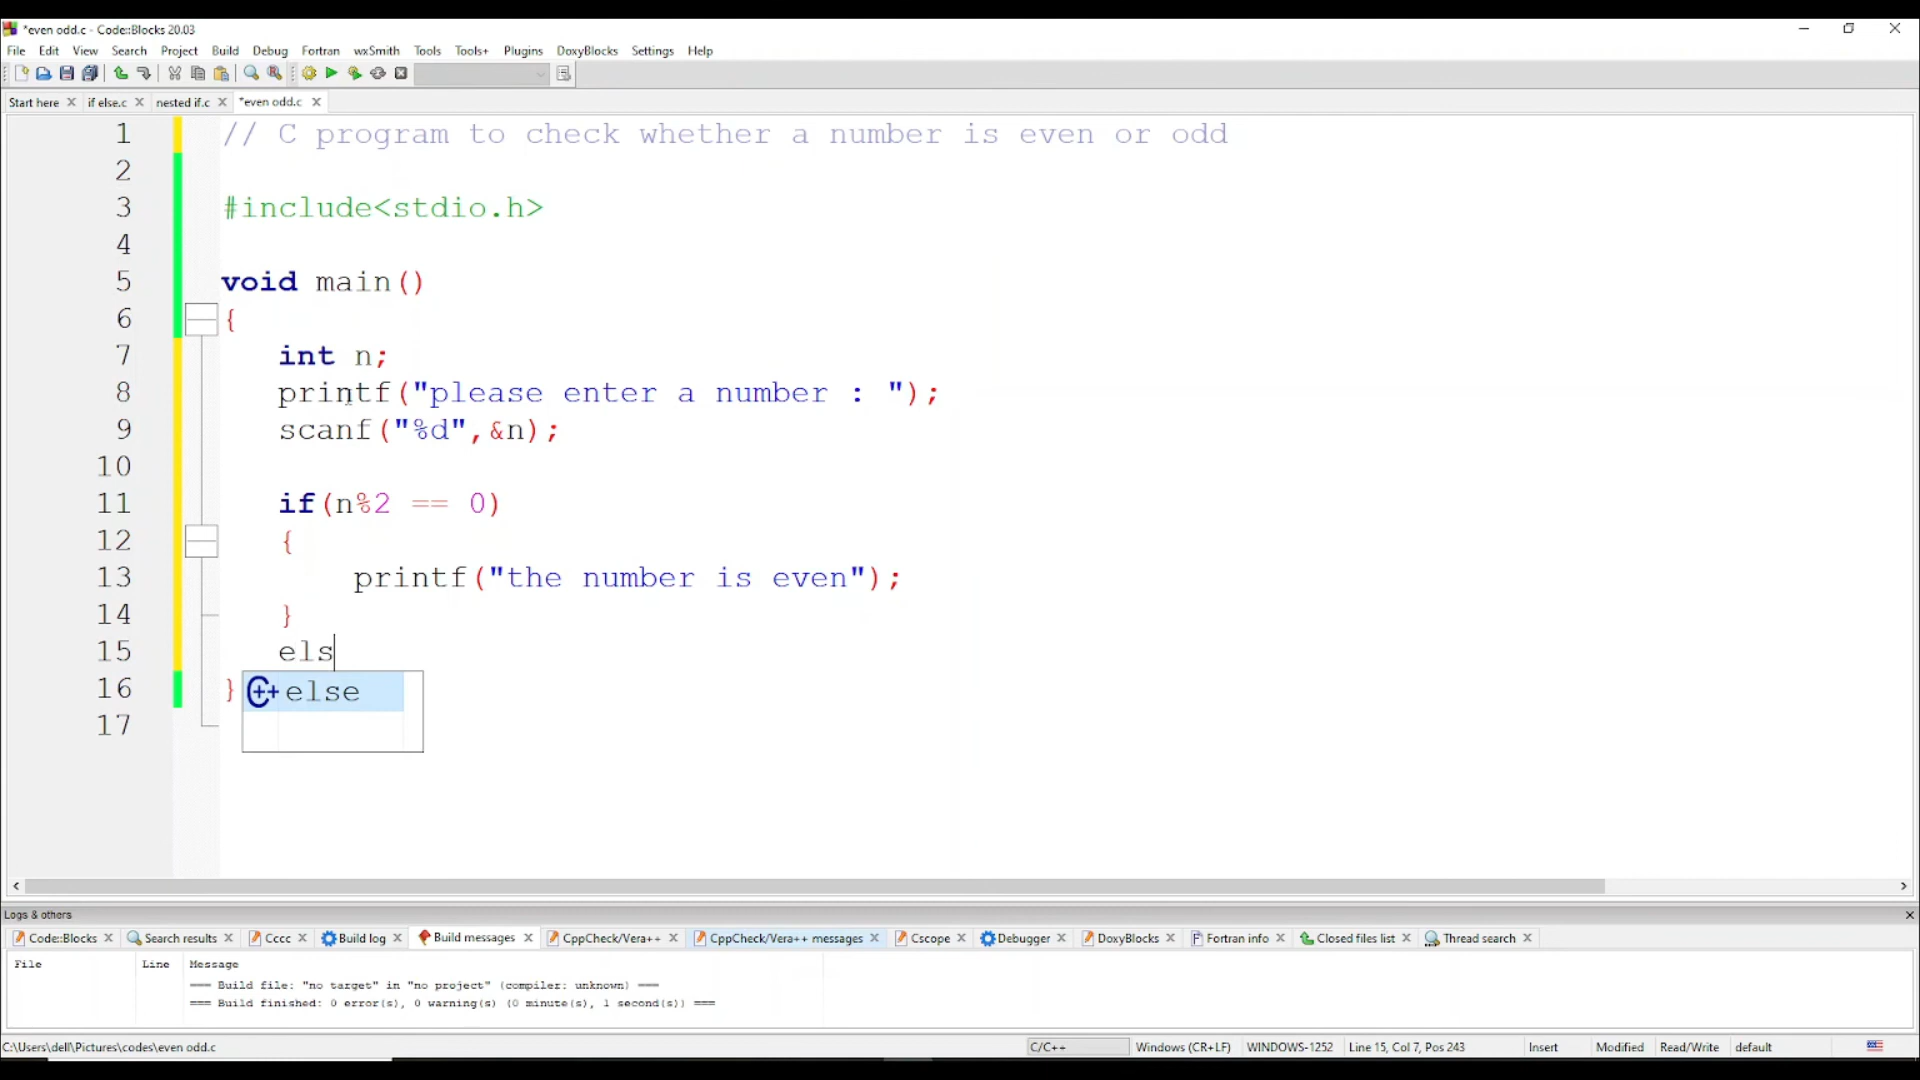 *even odd.c - Code::Blocks 20.03
File Edit View Search Project Build Debug Fortran wxSmith Tools Tools+ Plugins DoxyBlocks Settings Help
Start here X if else.c X nested if.c X *even odd.c X
1 // C program to check whether a number is even or odd
2
3 #include<stdio.h>
4
5 void main()
6 {
7 int n;
8 printf("please enter a number : ");
9 scanf("%d",&n);
10
11 if(n%2 == 0)
12 {
13 printf("the number is even");
14 }
15 els
16 } C++ else
17
Logs & others
Code::Blocks X Search results X Cccc X Build log X Build messages X CppCheck/Vera++ X CppCheck/Vera++ messages X Cscope X Debugger X DoxyBlocks X Fortran info X Closed files list X Thread search X
File Line Message
=== Build file: "no target" in "no project" (compiler: unknown) ===
=== Build finished: 0 error(s), 0 warning(s) (0 minute(s), 1 second(s)) ===
C:\Users\dell\Pictures\codes\even odd.c C/C++ Windows (CR+LF) WINDOWS-1252 Line 15, Col 7, Pos 243 Insert Modified Read/Write default